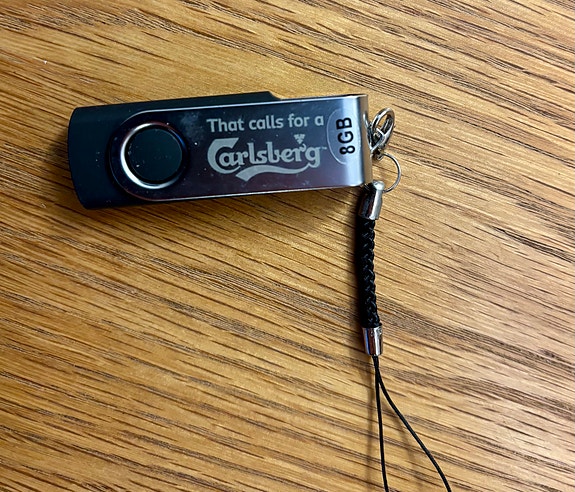 That calls for a
Carlsberg
8GB